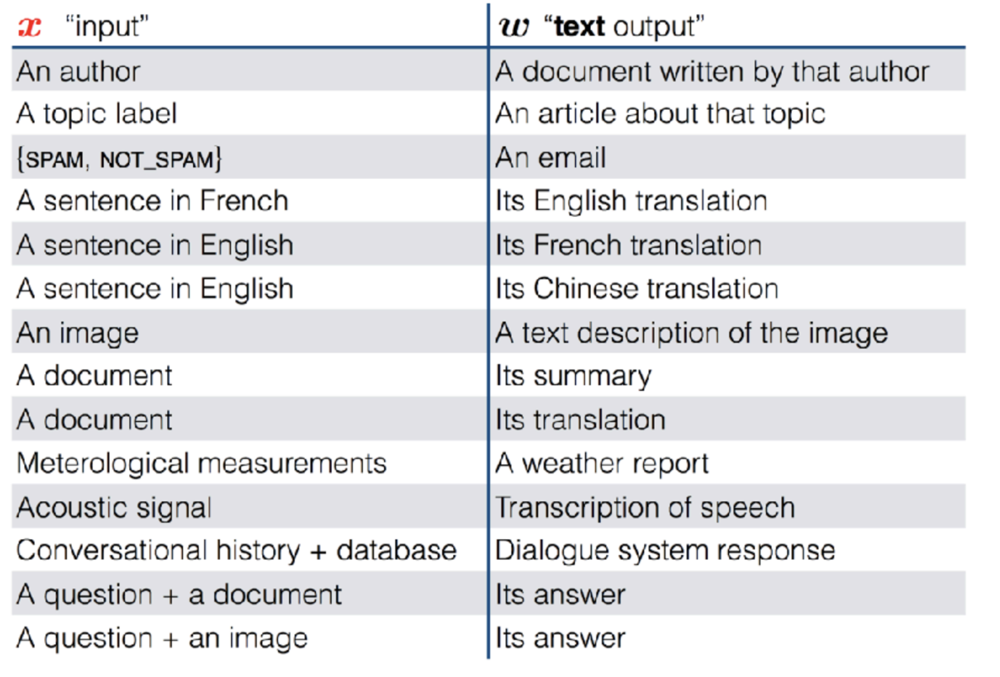 x "input" w "text output"
An author A document written by that author
A topic label An article about that topic
{SPAM, NOT_SPAM} An email
A sentence in French Its English translation
A sentence in English Its French translation
A sentence in English Its Chinese translation
An image A text description of the image
A document Its summary
A document Its translation
Meterological measurements A weather report
Acoustic signal Transcription of speech
Conversational history + database Dialogue system response
A question + a document Its answer
A question + an image Its answer